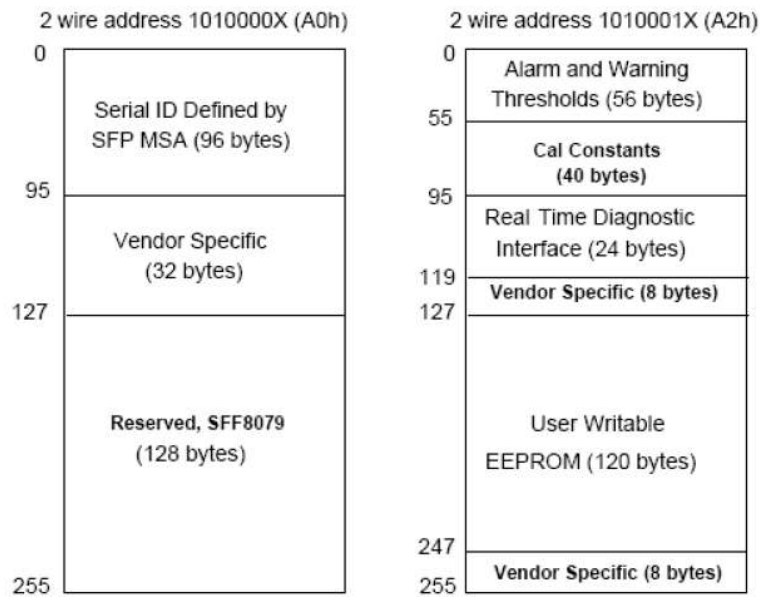 2 wire address 1010000X (A0h)
0
Serial ID Defined by
SFP MSA (96 bytes)
95
Vendor Specific
(32 bytes)
127
Reserved, SFF8079
(128 bytes)
255
2 wire address 1010001X (A2h)
0
Alarm and Warning
Thresholds (56 bytes)
55
Cal Constants
(40 bytes)
95
Real Time Diagnostic
Interface (24 bytes)
119
Vendor Specific (8 bytes)
127
User Writable
EEPROM (120 bytes)
247
Vendor Specific (8 bytes)
255